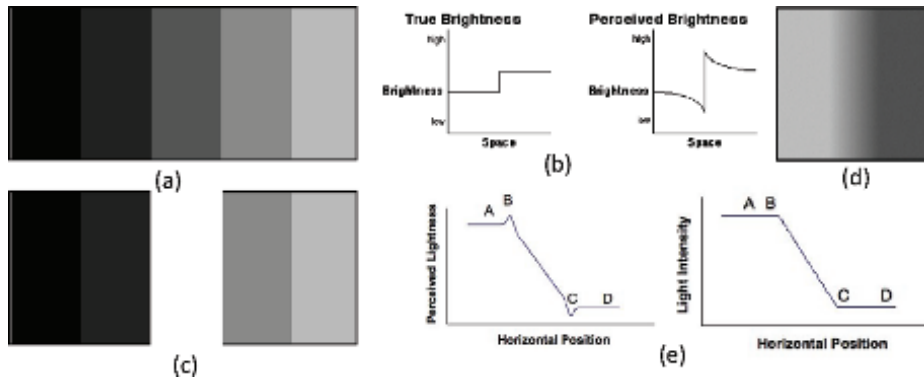 True Brightness
high
Brightness
low
Space
Perceived Brightness
high
Brightness
low
Space
(a)
(b)
(d)
A B C D
Perceived Lightness
Horizontal Position
A B C D
Light Intensity
Horizontal Position
(c)
(e)